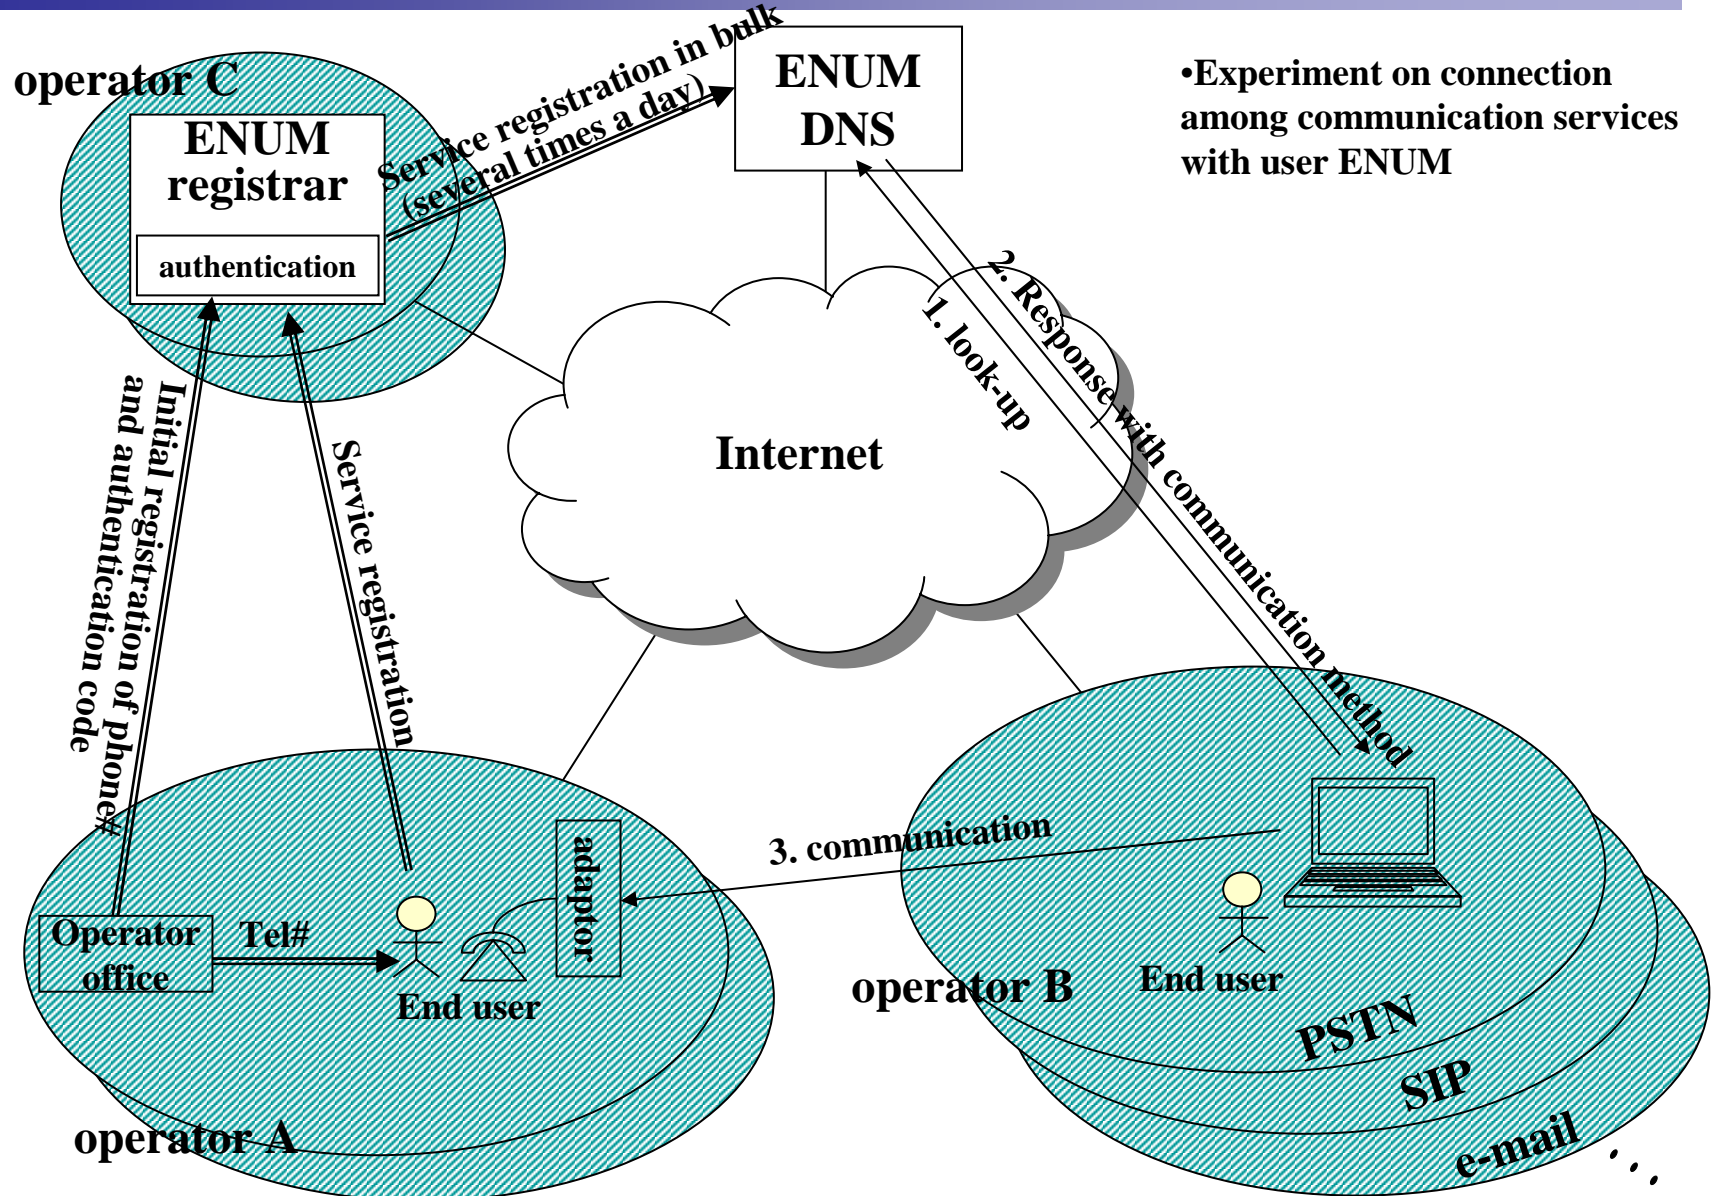 operator C
ENUM
registrar
authentication
Service registration in bulk
(several times a day)
ENUM
DNS
•Experiment on connection
among communication services
with user ENUM
1. look-up
2. Response with communication method
Internet
Initial registration of phone#
and authentication code
Service registration
3. communication
adaptor
Operator
office
Tel#
End user
operator A
operator B
End user
PSTN
SIP
e-mail
...